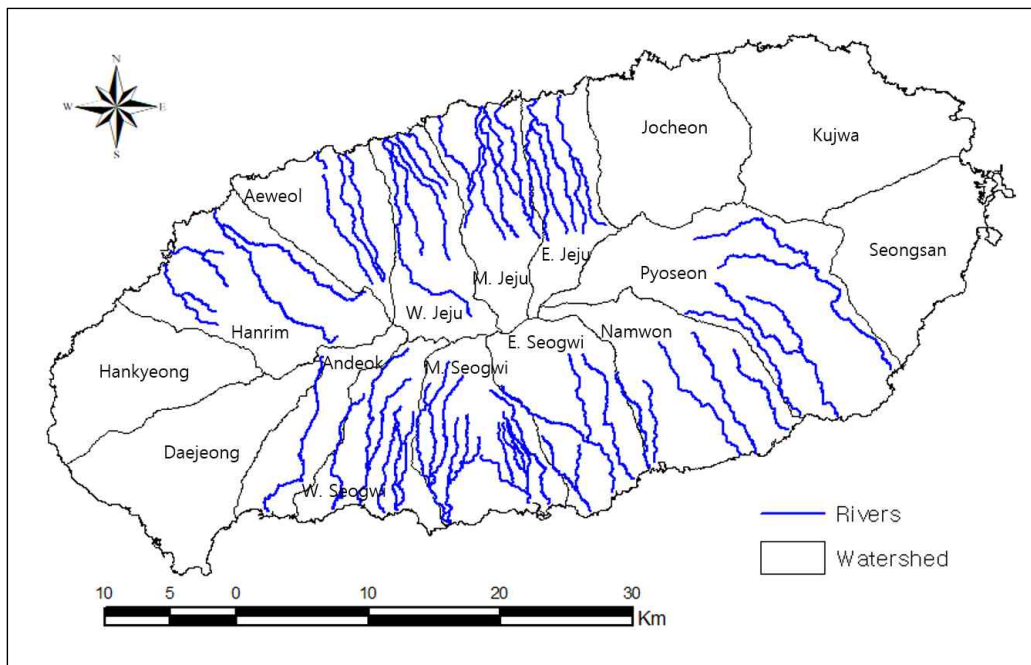 N
W E
S
Jocheon
Kujwa
Aeweol
Seongsan
E. Jeju
Pyoseon
M. Jeju
W. Jeju
Hanrim
Namwon
E. Seogwi
Andeok
M. Seogwi
Hankyeong
Daejeong
W. Seogwi
Rivers
Watershed
10 5 0 10 20 30
Km